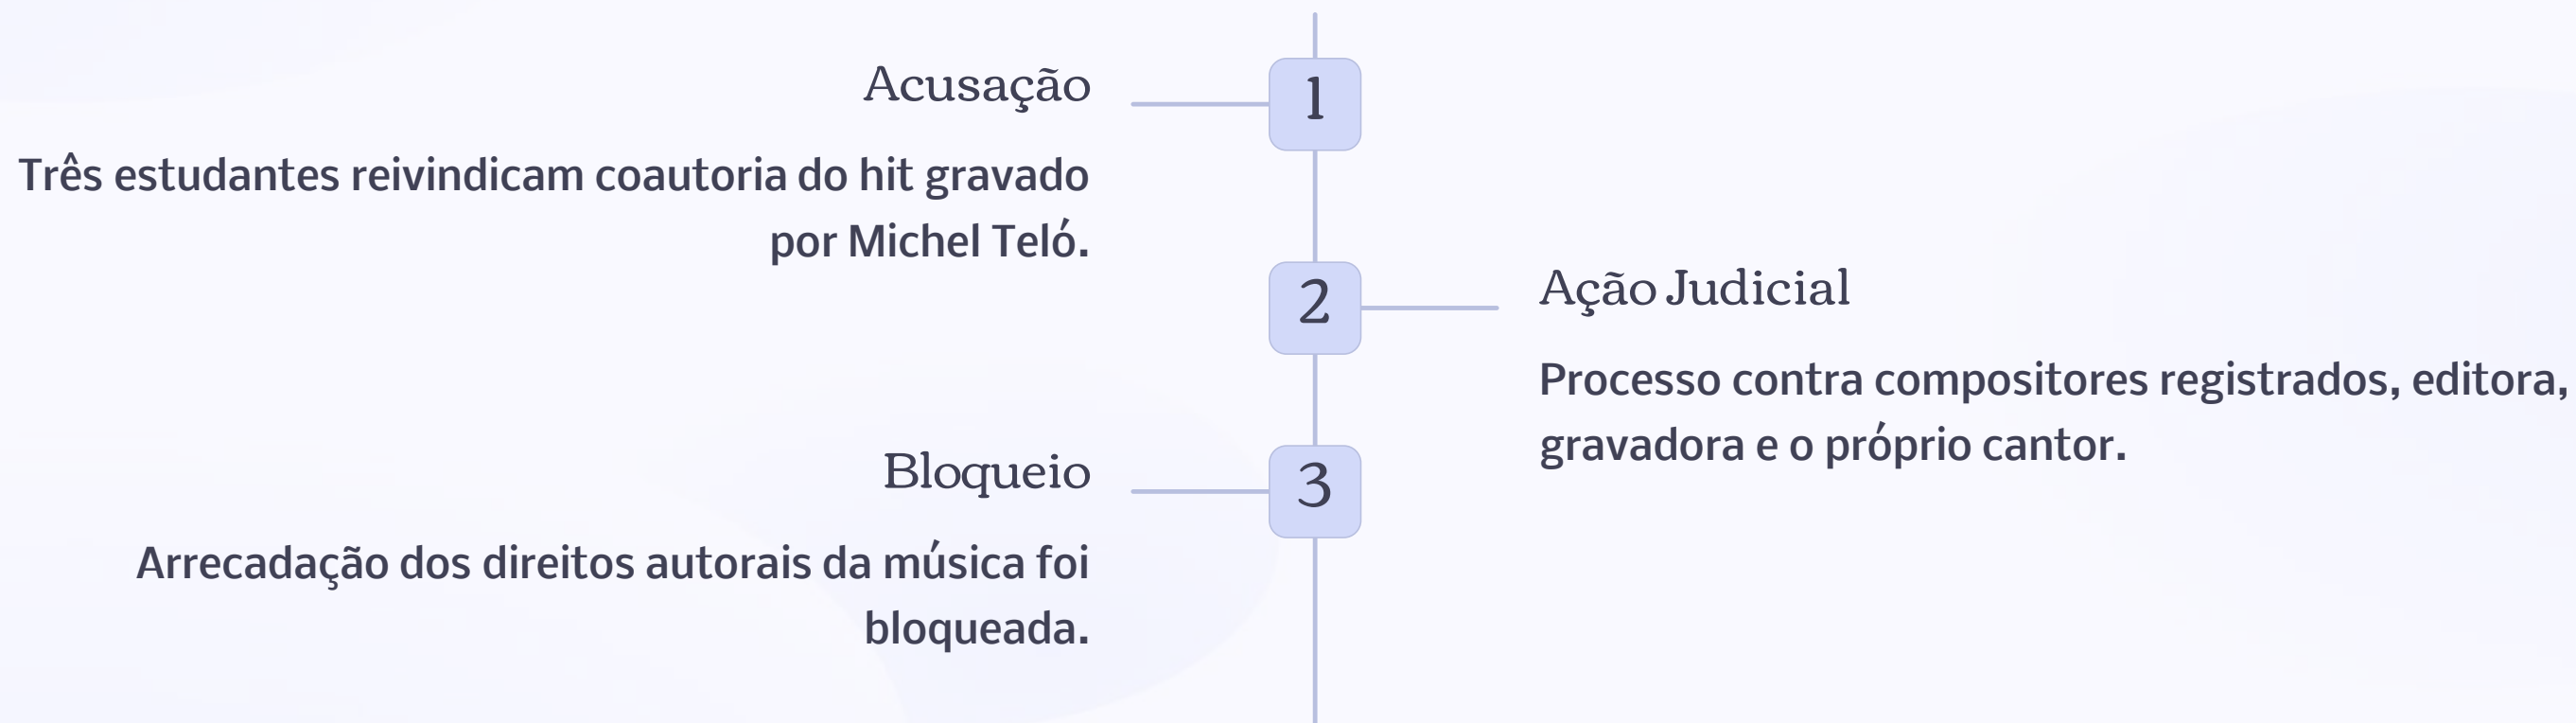 Acusação
1
Três estudantes reivindicam coautoria do hit gravado
por Michel Teló.
2
Ação Judicial
Processo contra compositores registrados, editora,
gravadora e o próprio cantor.
Bloqueio
3
Arrecadação dos direitos autorais da música foi
bloqueada.